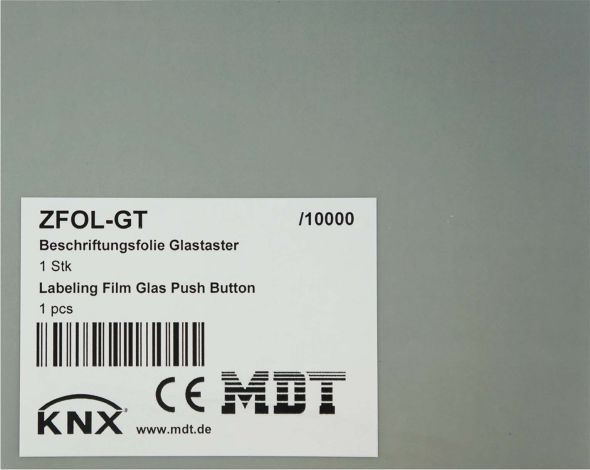 ZFOL-GT /10000
Beschriftungsfolie Glastaster
1 Stk
Labeling Film Glas Push Button
1 pcs
CE MDT
KNX® www.mdt.de